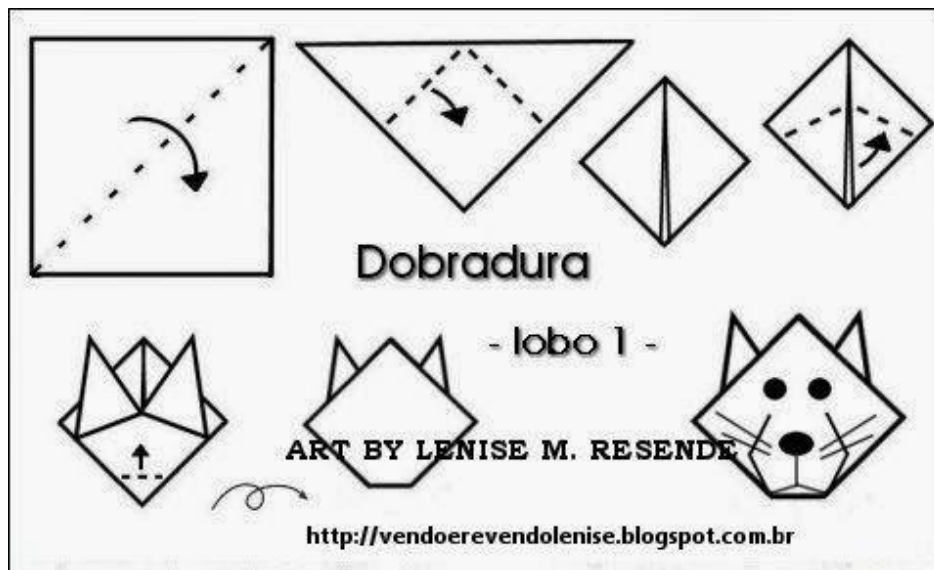 Dobradura
- lobo 1 -
ART BY LENISE M. RESENDE
http://vendoerevendolenise.blogspot.com.br